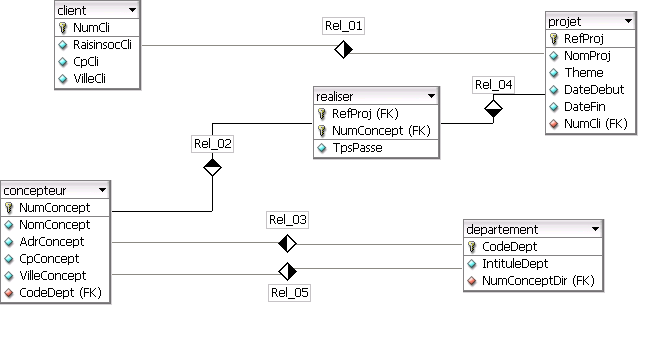 client
NumCli
RaisinsocCli
CpCli
VilleCli
Rel_01
projet
RefProj
NomProj
Theme
DateDebut
DateFin
NumCli (FK)
Rel_04
realiser
RefProj (FK)
NumConcept (FK)
TpsPasse
Rel_02
concepteur
NumConcept
NomConcept
AdrConcept
CpConcept
VilleConcept
CodeDept (FK)
Rel_03
Rel_05
departement
CodeDept
IntituleDept
NumConceptDir (FK)